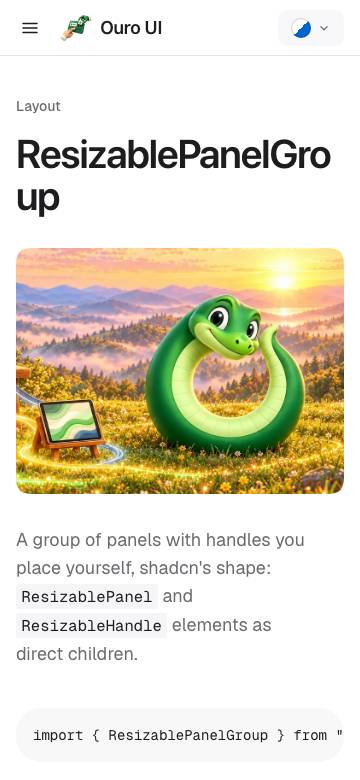 Ouro UI
Layout
ResizablePanelGro
up
A group of panels with handles you
place yourself, shadcn's shape:
ResizablePanel and
ResizableHandle elements as
direct children.
import { ResizablePanelGroup } from "